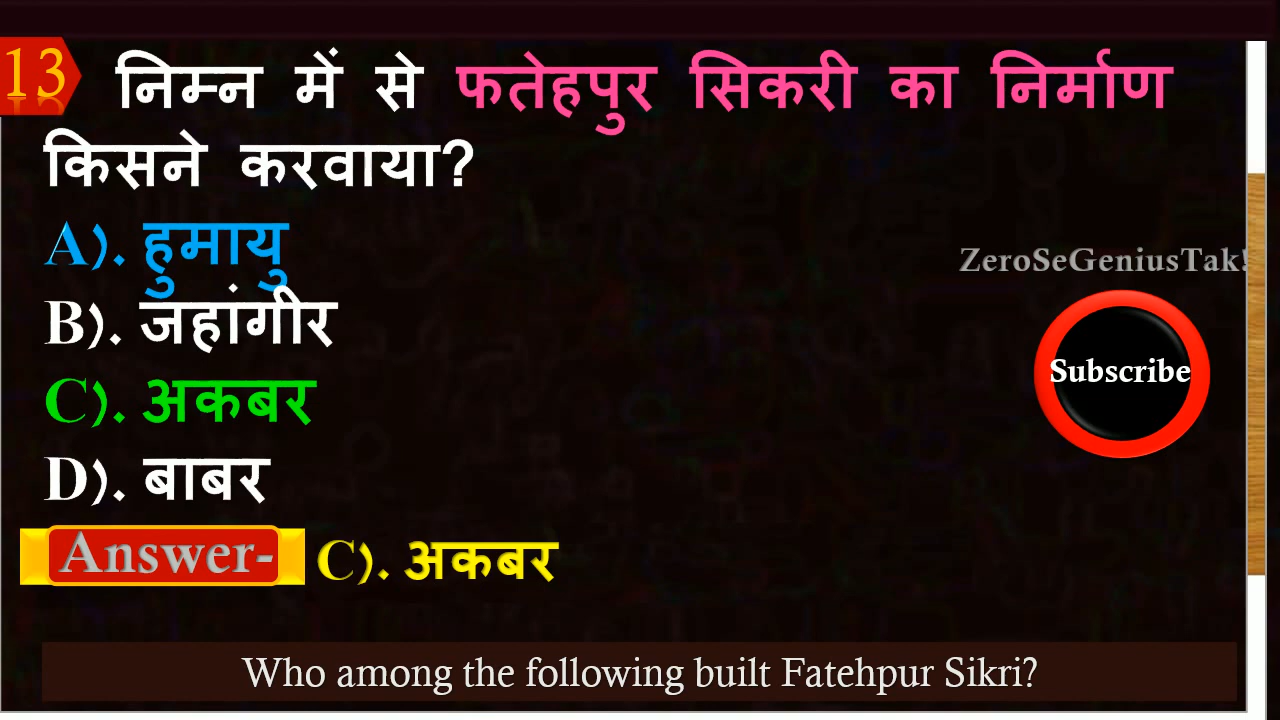 13
निम्न में से फतेहपुर सिकरी का निर्माण
किसने करवाया?
A). हुमायु
B). जहांगीर
C). अकबर
D). बाबर
Answer- C). अकबर
ZeroSeGeniusTak!
Subscribe
Who among the following built Fatehpur Sikri?